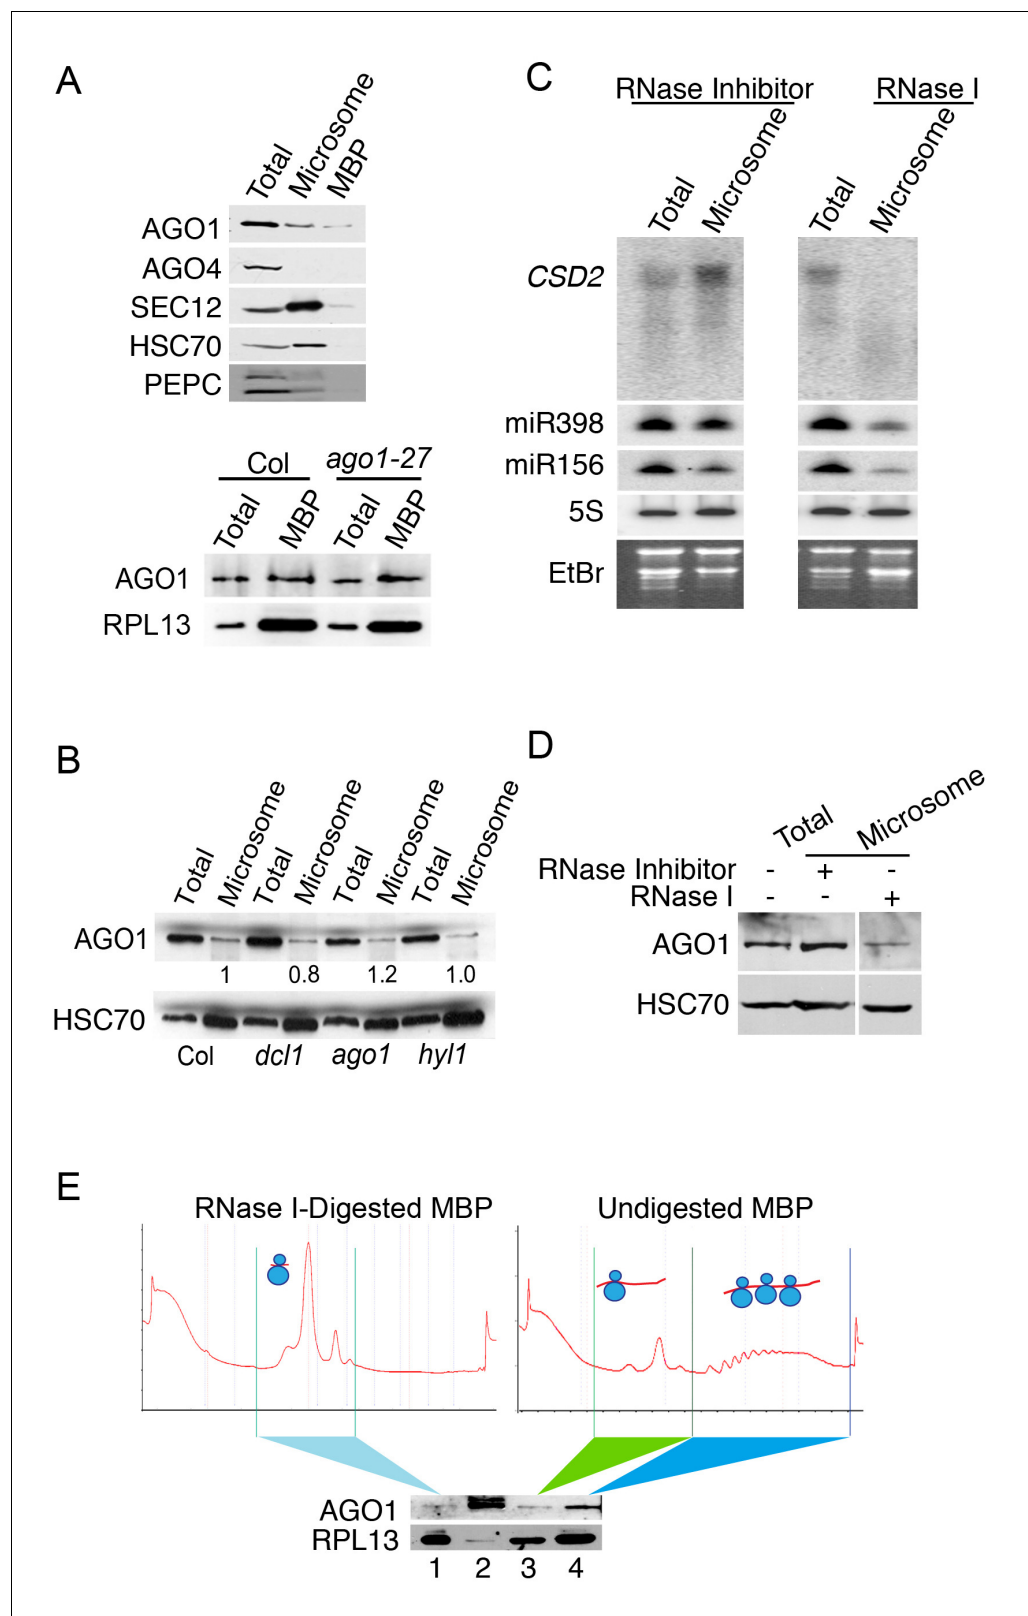 A
Total
Microsome
MBP
AGO1
AGO4
SEC12
HSC70
PEPC
Col
ago1-27
Total
MBP
Total
MBP
AGO1
RPL13
C
RNase Inhibitor
RNase I
Total
Microsome
Total
Microsome
CSD2
miR398
miR156
5S
EtBr
B
Total
Microsome
Total
Microsome
Total
Microsome
Total
Microsome
AGO1
1 0.8 1.2 1.0
HSC70
Col dcl1 ago1 hyl1
D
Total
Microsome
RNase Inhibitor - + -
RNase I - - +
AGO1
HSC70
E
RNase I-Digested MBP
Undigested MBP
AGO1
RPL13
1 2 3 4